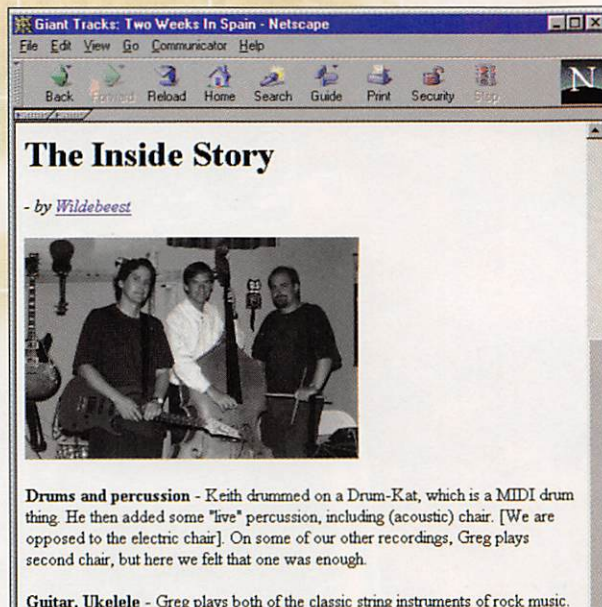 Giant Tracks: Two Weeks In Spain - Netscape
File Edit View Go Communicator Help
Back Forward Reload Home Search Guide Print Security Stop
N
The Inside Story
- by Wildebeest
Drums and percussion - Keith drummed on a Drum-Kat, which is a MIDI drum
thing. He then added some "live" percussion, including (acoustic) chair. [We are
opposed to the electric chair]. On some of our other recordings, Greg plays
second chair, but here we felt that one was enough.
Guitar, Ukelele - Greg plays both of the classic string instruments of rock music.